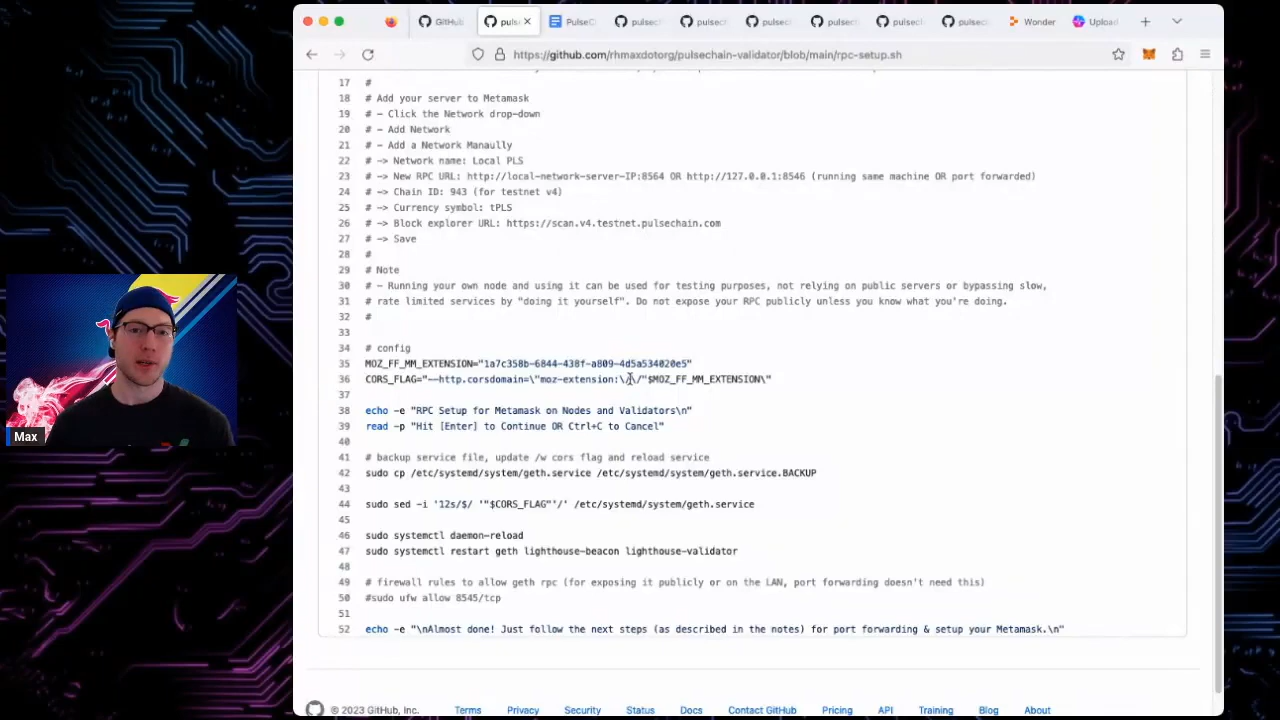 GitHub
pulse
PulseC
pulsec
pulsec
pulsec
pulsec
pulsec
pulsec
Wonder
Upload
https://github.com/rhmaxdotorg/pulsechain-validator/blob/main/rpc-setup.sh
17 #
18 # Add your server to Metamask
19 # - Click the Network drop-down
20 # - Add Network
21 # - Add a Network Manaully
22 # -> Network name: Local PLS
23 # -> New RPC URL: http://local-network-server-IP:8564 OR http://127.0.0.1:8546 (running same machine OR port forwarded)
24 # -> Chain ID: 943 (for testnet v4)
25 # -> Currency symbol: tPLS
26 # -> Block explorer URL: https://scan.v4.testnet.pulsechain.com
27 # -> Save
28 #
29 # Note
30 # - Running your own node and using it can be used for testing purposes, not relying on public servers or bypassing slow,
31 # rate limited services by "doing it yourself". Do not expose your RPC publicly unless you know what you're doing.
32 #
33
34 # config
35 MOZ_FF_MM_EXTENSION="1a7c358b-6844-438f-a809-4d5a534020e5"
36 CORS_FLAG="--http.corsdomain=\"moz-extension:\/\/"$MOZ_FF_MM_EXTENSION\"
37
38 echo -e "RPC Setup for Metamask on Nodes and Validators\n"
39 read -p "Hit [Enter] to Continue OR Ctrl+C to Cancel"
40
41 # backup service file, update /w cors flag and reload service
42 sudo cp /etc/systemd/system/geth.service /etc/systemd/system/geth.service.BACKUP
43
44 sudo sed -i '12s/$/ '"$CORS_FLAG"'/' /etc/systemd/system/geth.service
45
46 sudo systemctl daemon-reload
47 sudo systemctl restart geth lighthouse-beacon lighthouse-validator
48
49 # firewall rules to allow geth rpc (for exposing it publicly or on the LAN, port forwarding doesn't need this)
50 #sudo ufw allow 8545/tcp
51
52 echo -e "\nAlmost done! Just follow the next steps (as described in the notes) for port forwarding & setup your Metamask.\n"
Max
© 2023 GitHub, Inc. Terms Privacy Security Status Docs Contact GitHub Pricing API Training Blog About